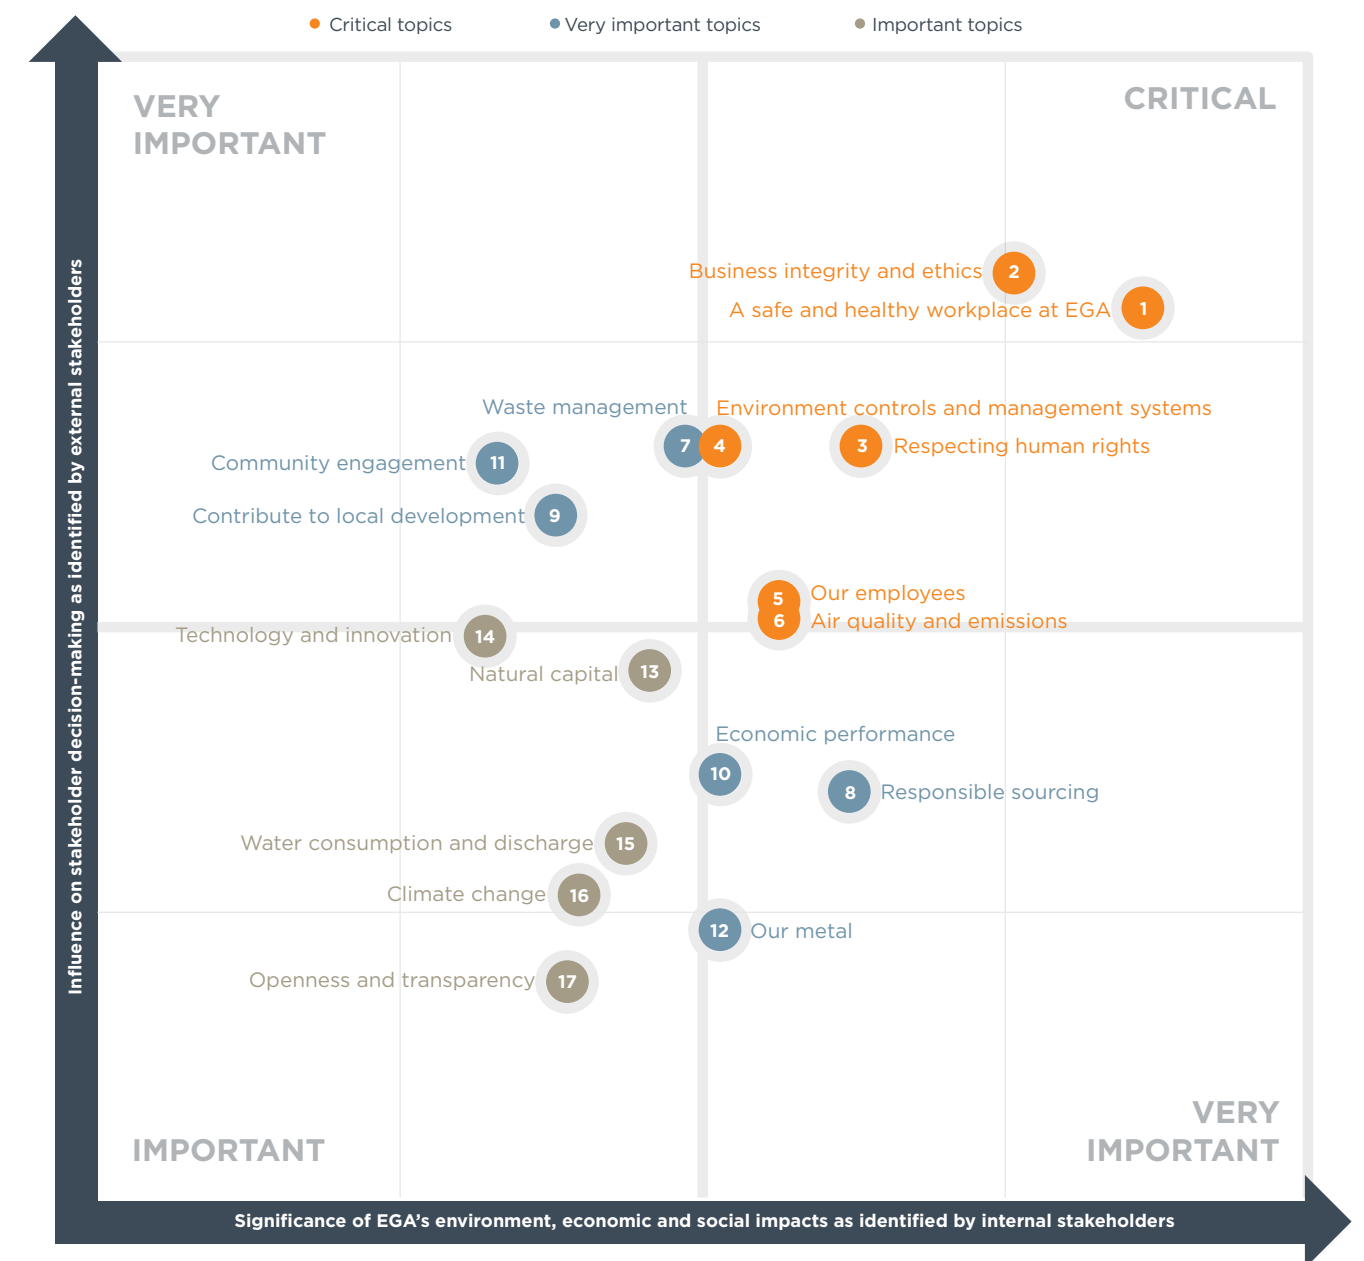 Critical topics
Very important topics
Important topics
VERY
IMPORTANT
CRITICAL
Business integrity and ethics 2
A safe and healthy workplace at EGA 1
Waste management 7
Environment controls and management systems 4
3 Respecting human rights
Community engagement 11
Contribute to local development 9
5 Our employees
6 Air quality and emissions
Technology and innovation 14
Natural capital 13
Economic performance
10
8 Responsible sourcing
Water consumption and discharge 15
Climate change 16
12 Our metal
Openness and transparency 17
IMPORTANT
VERY
IMPORTANT
Influence on stakeholder decision-making as identified by external stakeholders
Significance of EGA’s environment, economic and social impacts as identified by internal stakeholders